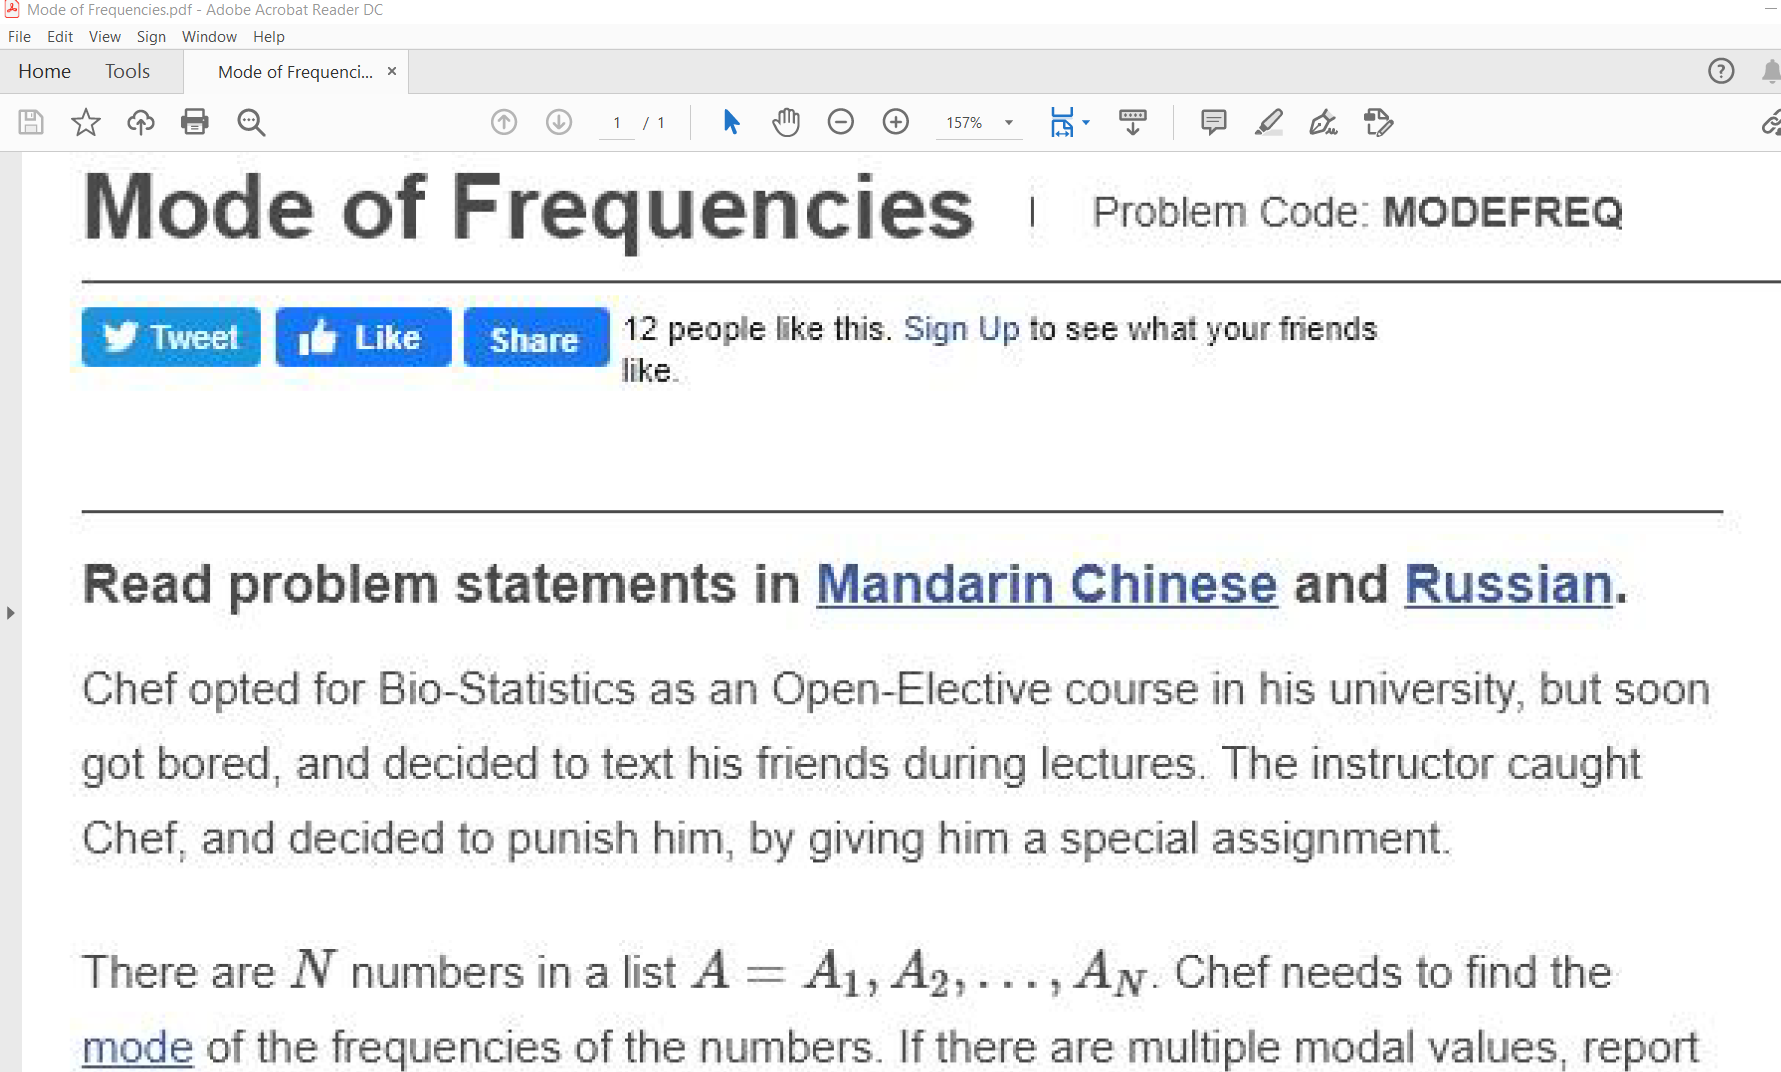 Mode of Frequencies.pdf - Adobe Acrobat Reader DC
File Edit View Sign Window Help
Home Tools Mode of Frequenci... ×
1 / 1 157%
Mode of Frequencies | Problem Code: MODEFREQ
Tweet Like Share 12 people like this. Sign Up to see what your friends
like.
Read problem statements in Mandarin Chinese and Russian.
Chef opted for Bio-Statistics as an Open-Elective course in his university, but soon
got bored, and decided to text his friends during lectures. The instructor caught
Chef, and decided to punish him, by giving him a special assignment.
There are N numbers in a list A = A₁, A₂, . . . , A_N. Chef needs to find the
mode of the frequencies of the numbers. If there are multiple modal values, report